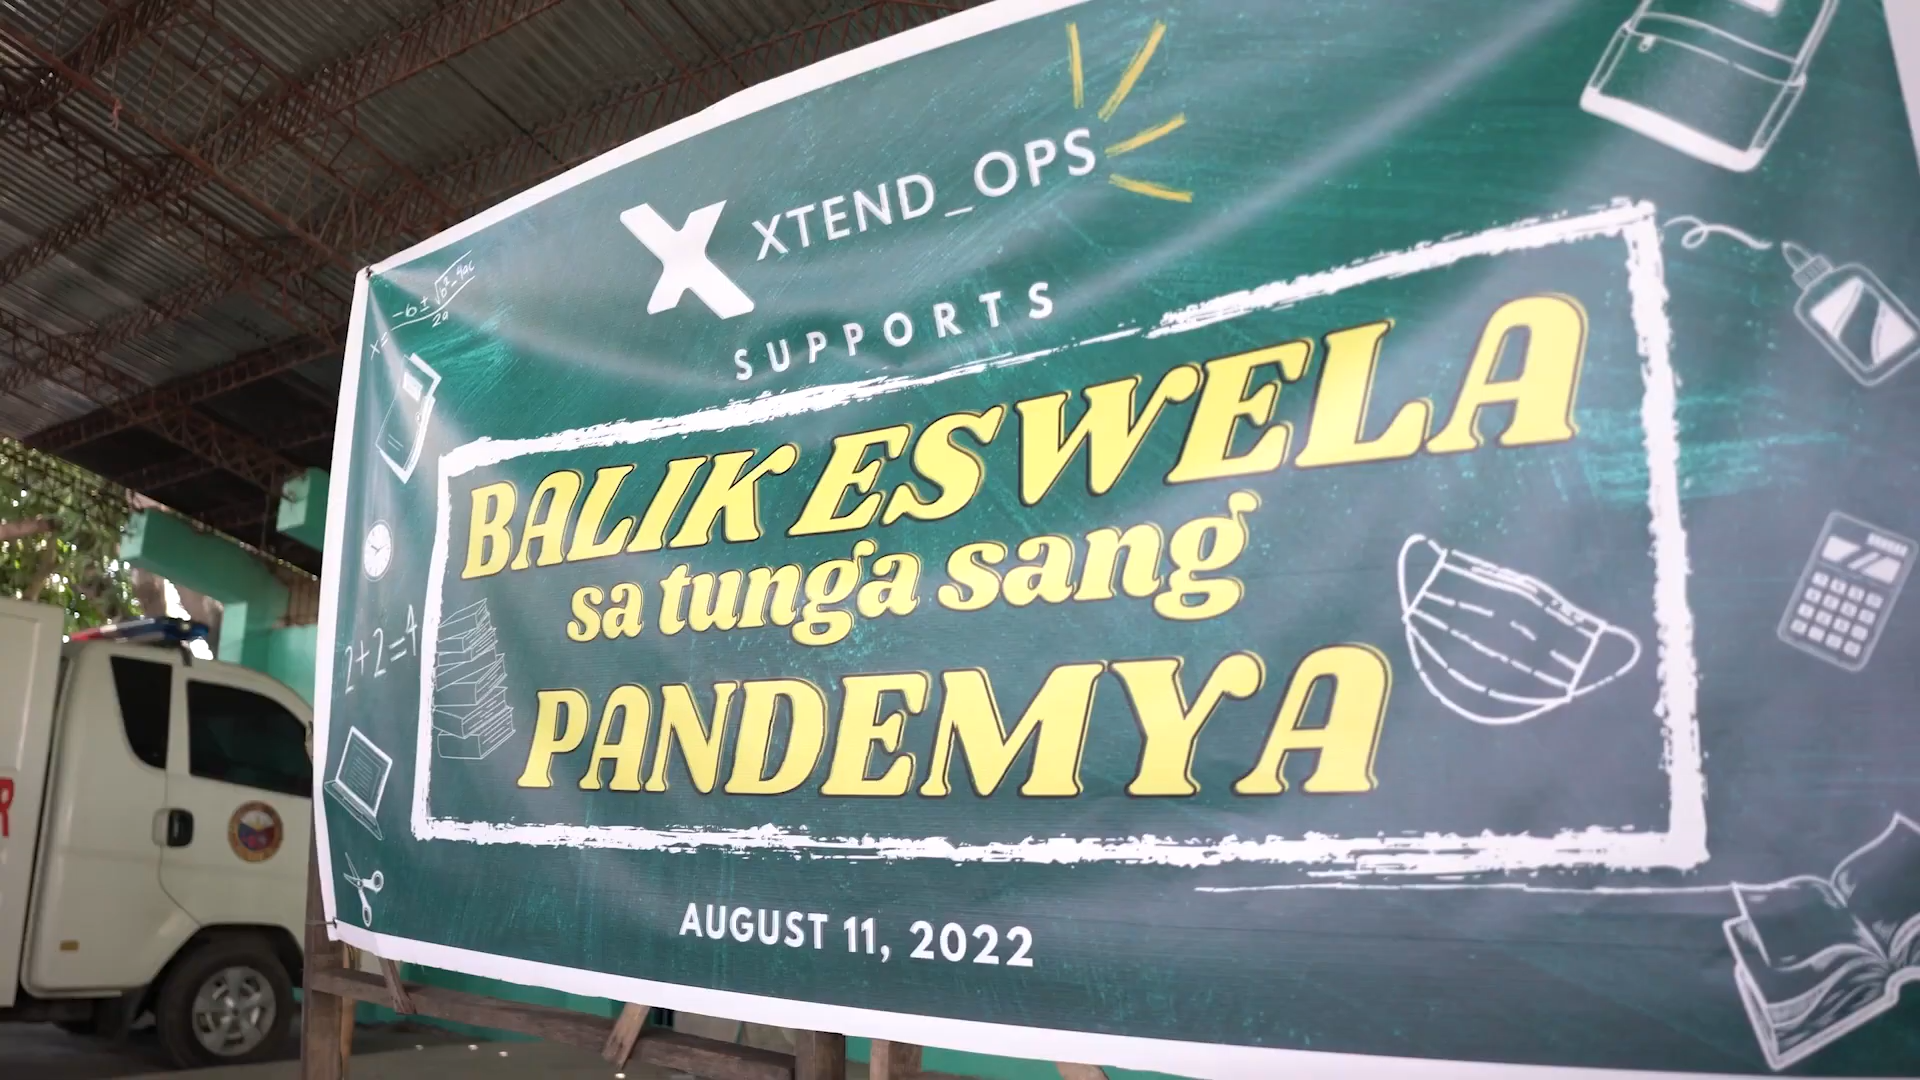 XTEND_OPS
SUPPORTS
BALIK ESWELA
sa tunga sang
PANDEMYA
AUGUST 11, 2022
2+2=4